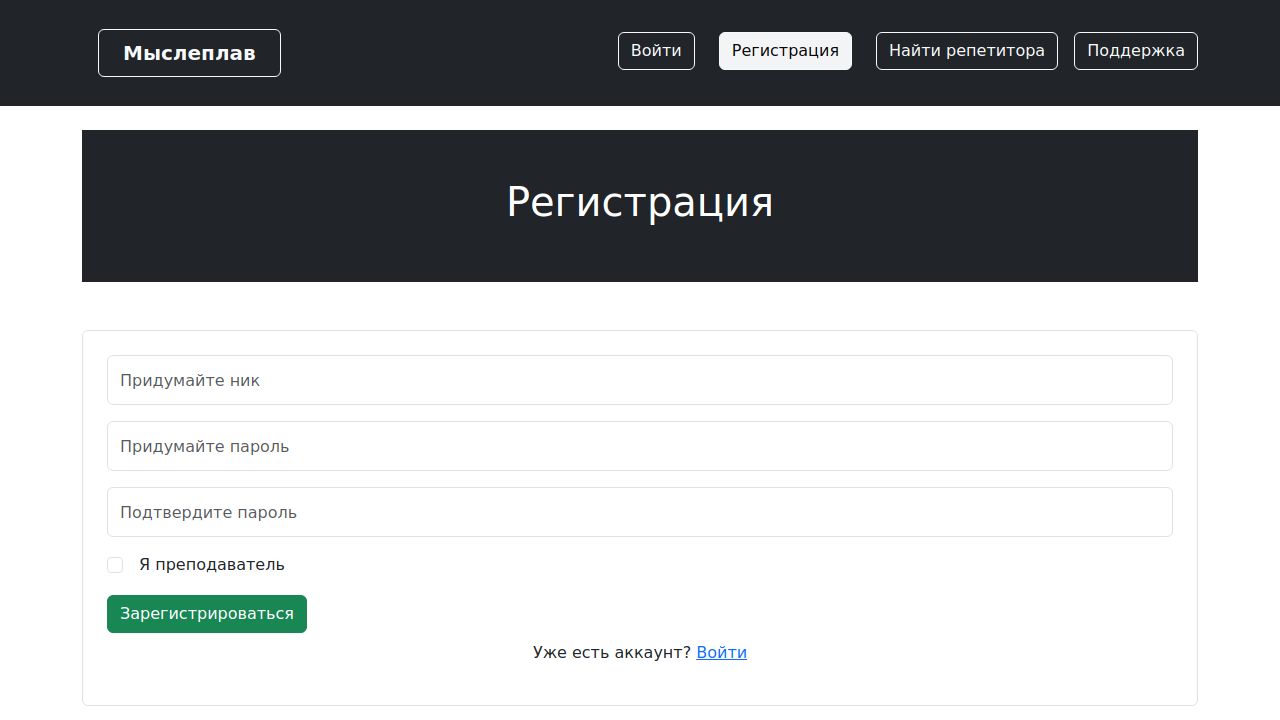 Мыслеплав
Войти
Регистрация
Найти репетитора
Поддержка
Регистрация
Придумайте ник
Придумайте пароль
Подтвердите пароль
Я преподаватель
Зарегистрироваться
Уже есть аккаунт? Войти